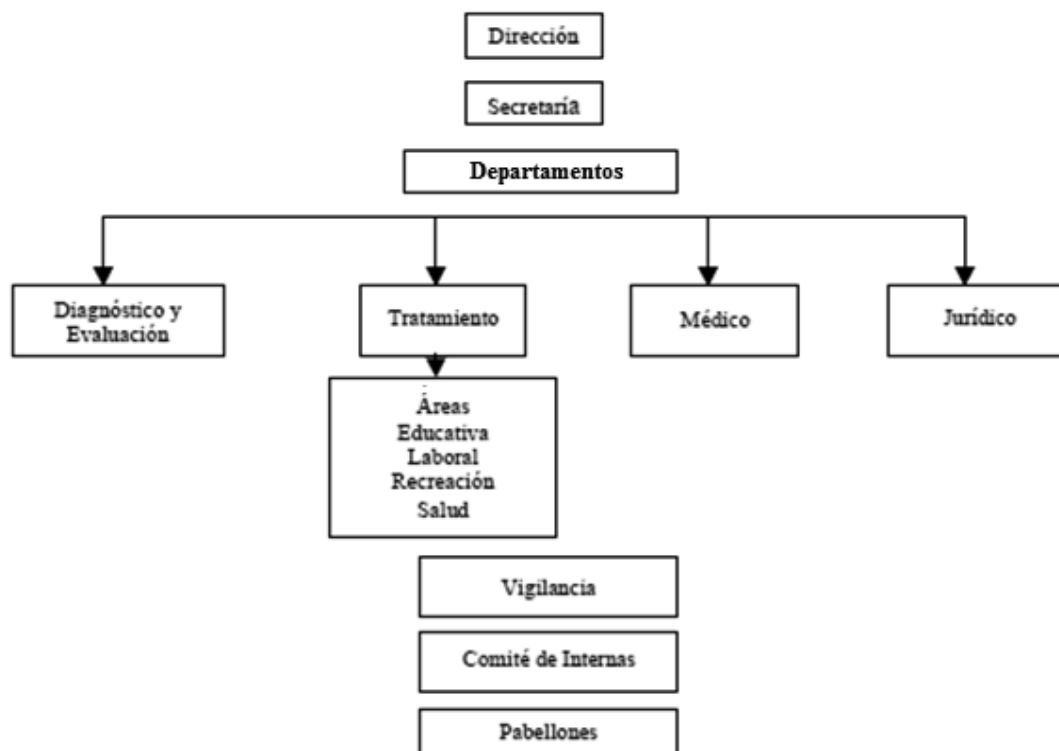 Dirección
Secretaría
Departamentos
Diagnóstico y
Evaluación
Tratamiento
Médico
Jurídico
Áreas
Educativa
Laboral
Recreación
Salud
Vigilancia
Comité de Internas
Pabellones